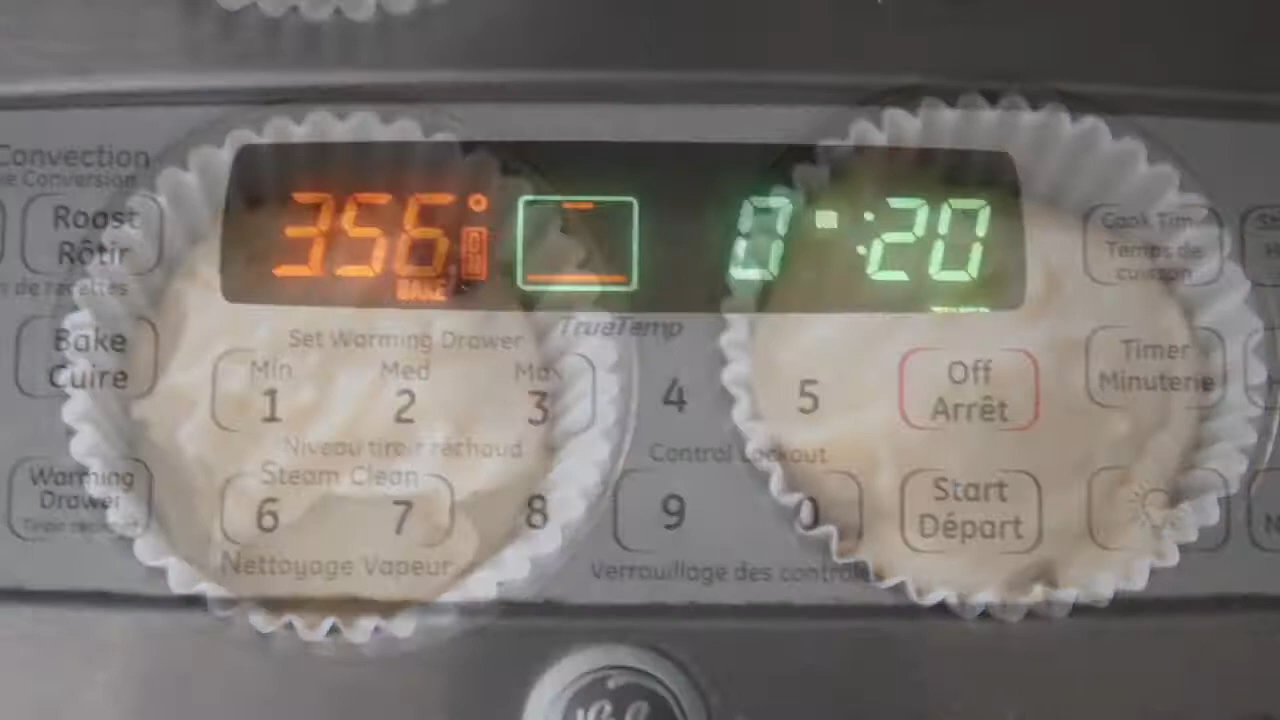 Convection
Conversion
356°
BAKE
0 :20
Roast
Rôtir
Cook Tim
Temps de
cuisson
TrueTemp
Bake
Cuire
Set Warming Drawer
Min Med Max
1 2 3 4 5
Off
Arrêt
Timer
Minuterie
Niveau tiroir réchaud
Control Lockout
Warming
Drawer
Steam Clean
6 7 8 9 0
Start
Départ
Nettoyage Vapeur
Verrouillage des contrôle